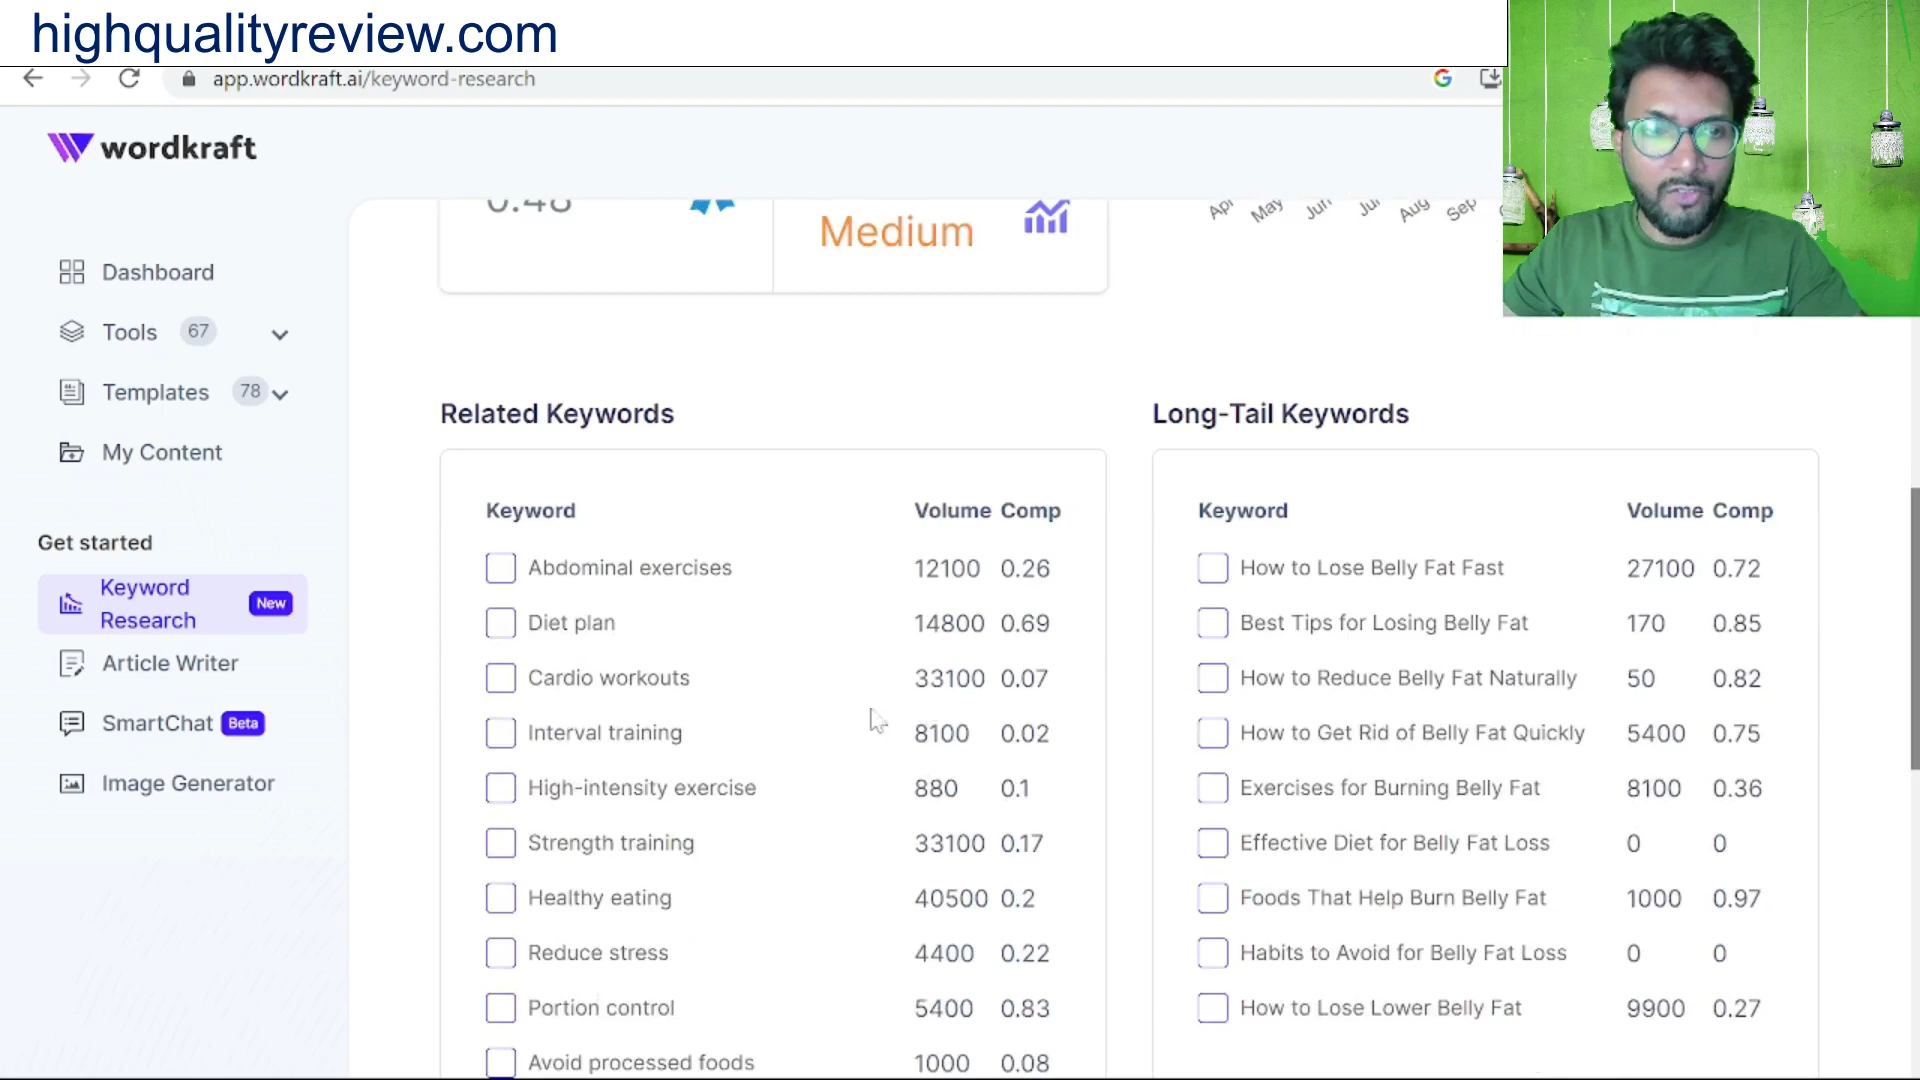 highqualityreview.com
app.wordkraft.ai/keyword-research
wordkraft
Dashboard
Tools 67
Templates 78
My Content
Get started
Keyword
Research New
Article Writer
SmartChat Beta
Image Generator
0.48
Medium
Apr May Jun Jul Aug Sep
Related Keywords
Keyword Volume Comp
Abdominal exercises 12100 0.26
Diet plan 14800 0.69
Cardio workouts 33100 0.07
Interval training 8100 0.02
High-intensity exercise 880 0.1
Strength training 33100 0.17
Healthy eating 40500 0.2
Reduce stress 4400 0.22
Portion control 5400 0.83
Avoid processed foods 1000 0.08
Long-Tail Keywords
Keyword Volume Comp
How to Lose Belly Fat Fast 27100 0.72
Best Tips for Losing Belly Fat 170 0.85
How to Reduce Belly Fat Naturally 50 0.82
How to Get Rid of Belly Fat Quickly 5400 0.75
Exercises for Burning Belly Fat 8100 0.36
Effective Diet for Belly Fat Loss 0 0
Foods That Help Burn Belly Fat 1000 0.97
Habits to Avoid for Belly Fat Loss 0 0
How to Lose Lower Belly Fat 9900 0.27